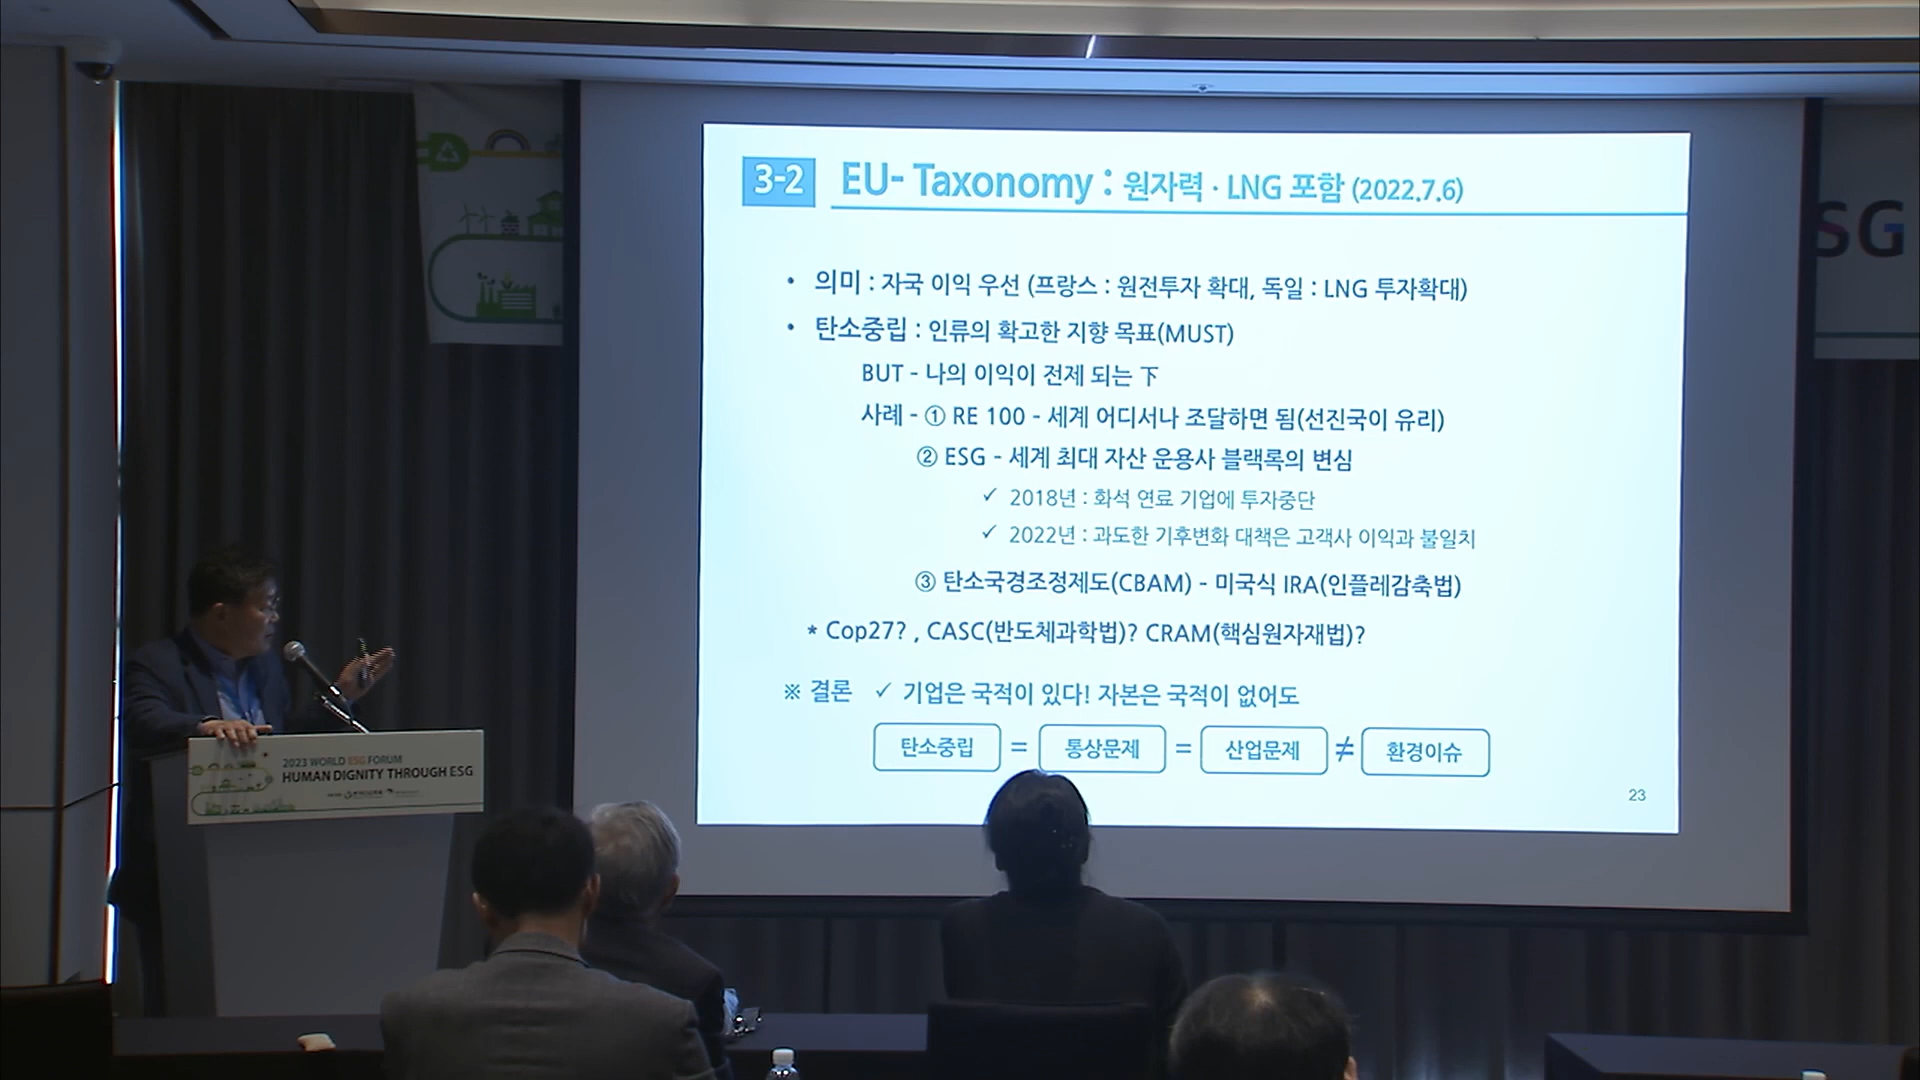 3-2 EU- Taxonomy : 원자력 · LNG 포함 (2022.7.6)
• 의미 : 자국 이익 우선 (프랑스 : 원전투자 확대, 독일 : LNG 투자확대)
• 탄소중립 : 인류의 확고한 지향 목표(MUST)
BUT - 나의 이익이 전제 되는 下
사례 - ① RE 100 - 세계 어디서나 조달하면 됨(선진국이 유리)
② ESG - 세계 최대 자산 운용사 블랙록의 변심
✓ 2018년 : 화석 연료 기업에 투자중단
✓ 2022년 : 과도한 기후변화 대책은 고객사 이익과 불일치
③ 탄소국경조정제도(CBAM) - 미국식 IRA(인플레감축법)
* Cop27? , CASC(반도체과학법)? CRAM(핵심원자재법)?
※ 결론 ✓ 기업은 국적이 있다! 자본은 국적이 없어도
탄소중립 = 통상문제 = 산업문제 ≠ 환경이슈
23
SG
2023 WORLD ESG FORUM
HUMAN DIGNITY THROUGH ESG